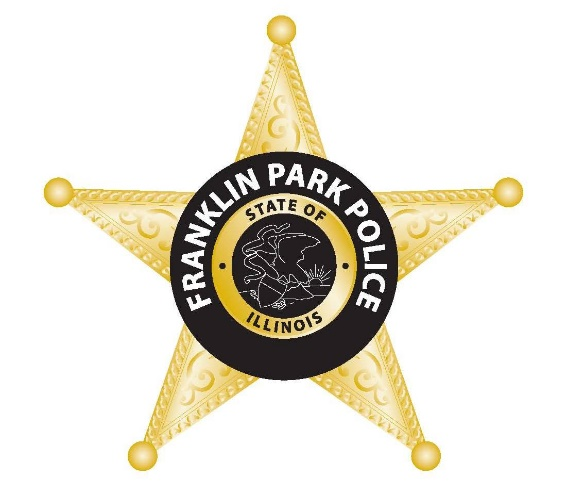 FRANKLIN PARK POLICE
STATE OF
ILLINOIS